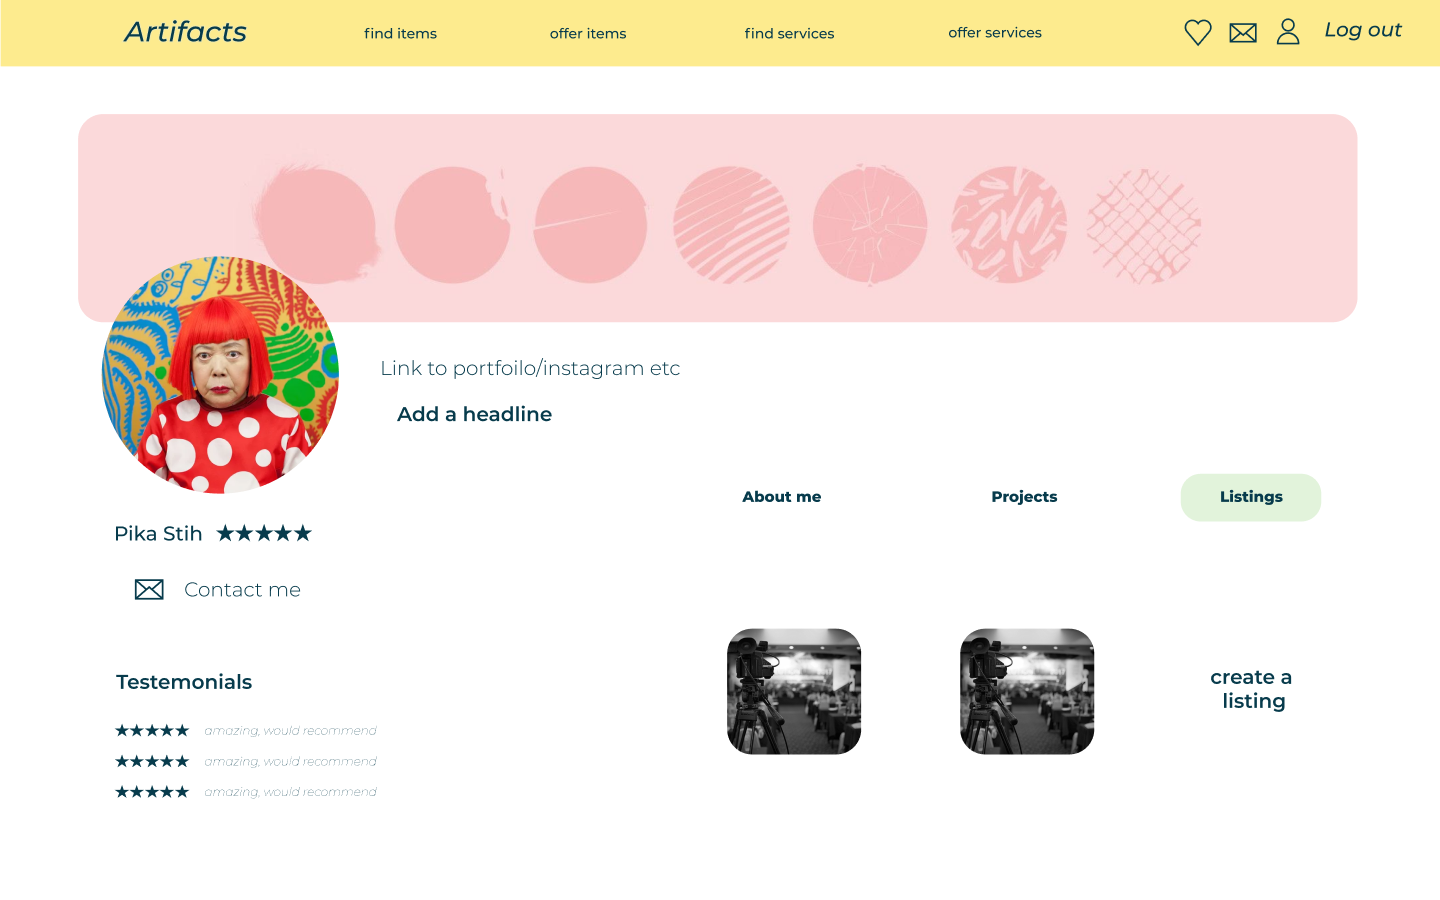 Artifacts
find items
offer items
find services
offer services
Log out
Link to portfoilo/instagram etc
Add a headline
About me
Projects
Listings
Pika Stih ★★★★★
Contact me
Testemonials
★★★★★ amazing, would recommend
★★★★★ amazing, would recommend
★★★★★ amazing, would recommend
create a
listing